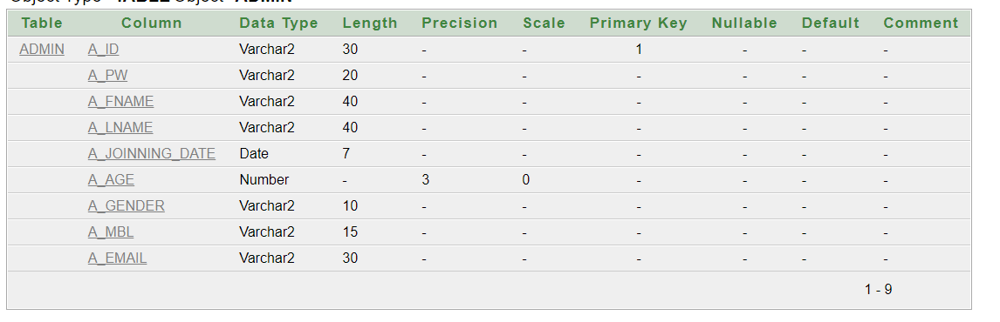 Object Type TABLE Object ADMIN
Table Column Data Type Length Precision Scale Primary Key Nullable Default Comment
ADMIN A_ID Varchar2 30 - - 1 - - -
A_PW Varchar2 20 - - - - - -
A_FNAME Varchar2 40 - - - - - -
A_LNAME Varchar2 40 - - - - - -
A_JOINNING_DATE Date 7 - - - - - -
A_AGE Number - 3 0 - - - -
A_GENDER Varchar2 10 - - - - - -
A_MBL Varchar2 15 - - - - - -
A_EMAIL Varchar2 30 - - - - - -
1 - 9